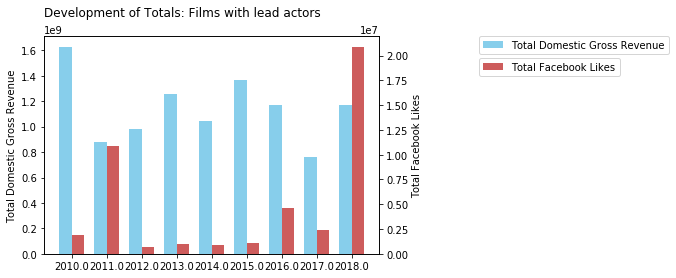 Development of Totals: Films with lead actors
1e9
1e7
1.6
1.4
1.2
1.0
0.8
0.6
0.4
0.2
0.0
Total Domestic Gross Revenue
2010.0 2011.0 2012.0 2013.0 2014.0 2015.0 2016.0 2017.0 2018.0
2.00
1.75
1.50
1.25
1.00
0.75
0.50
0.25
0.00
Total Facebook Likes
Total Domestic Gross Revenue
Total Facebook Likes